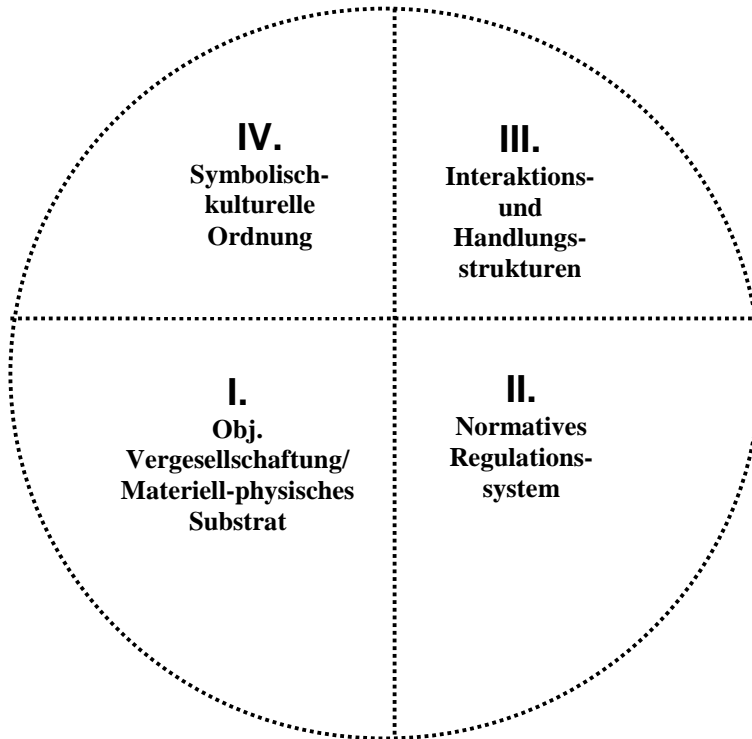 IV.
Symbolisch-
kulturelle
Ordnung
III.
Interaktions-
und
Handlungs-
strukturen
I.
Obj.
Vergesellschaftung/
Materiell-physisches
Substrat
II.
Normatives
Regulations-
system